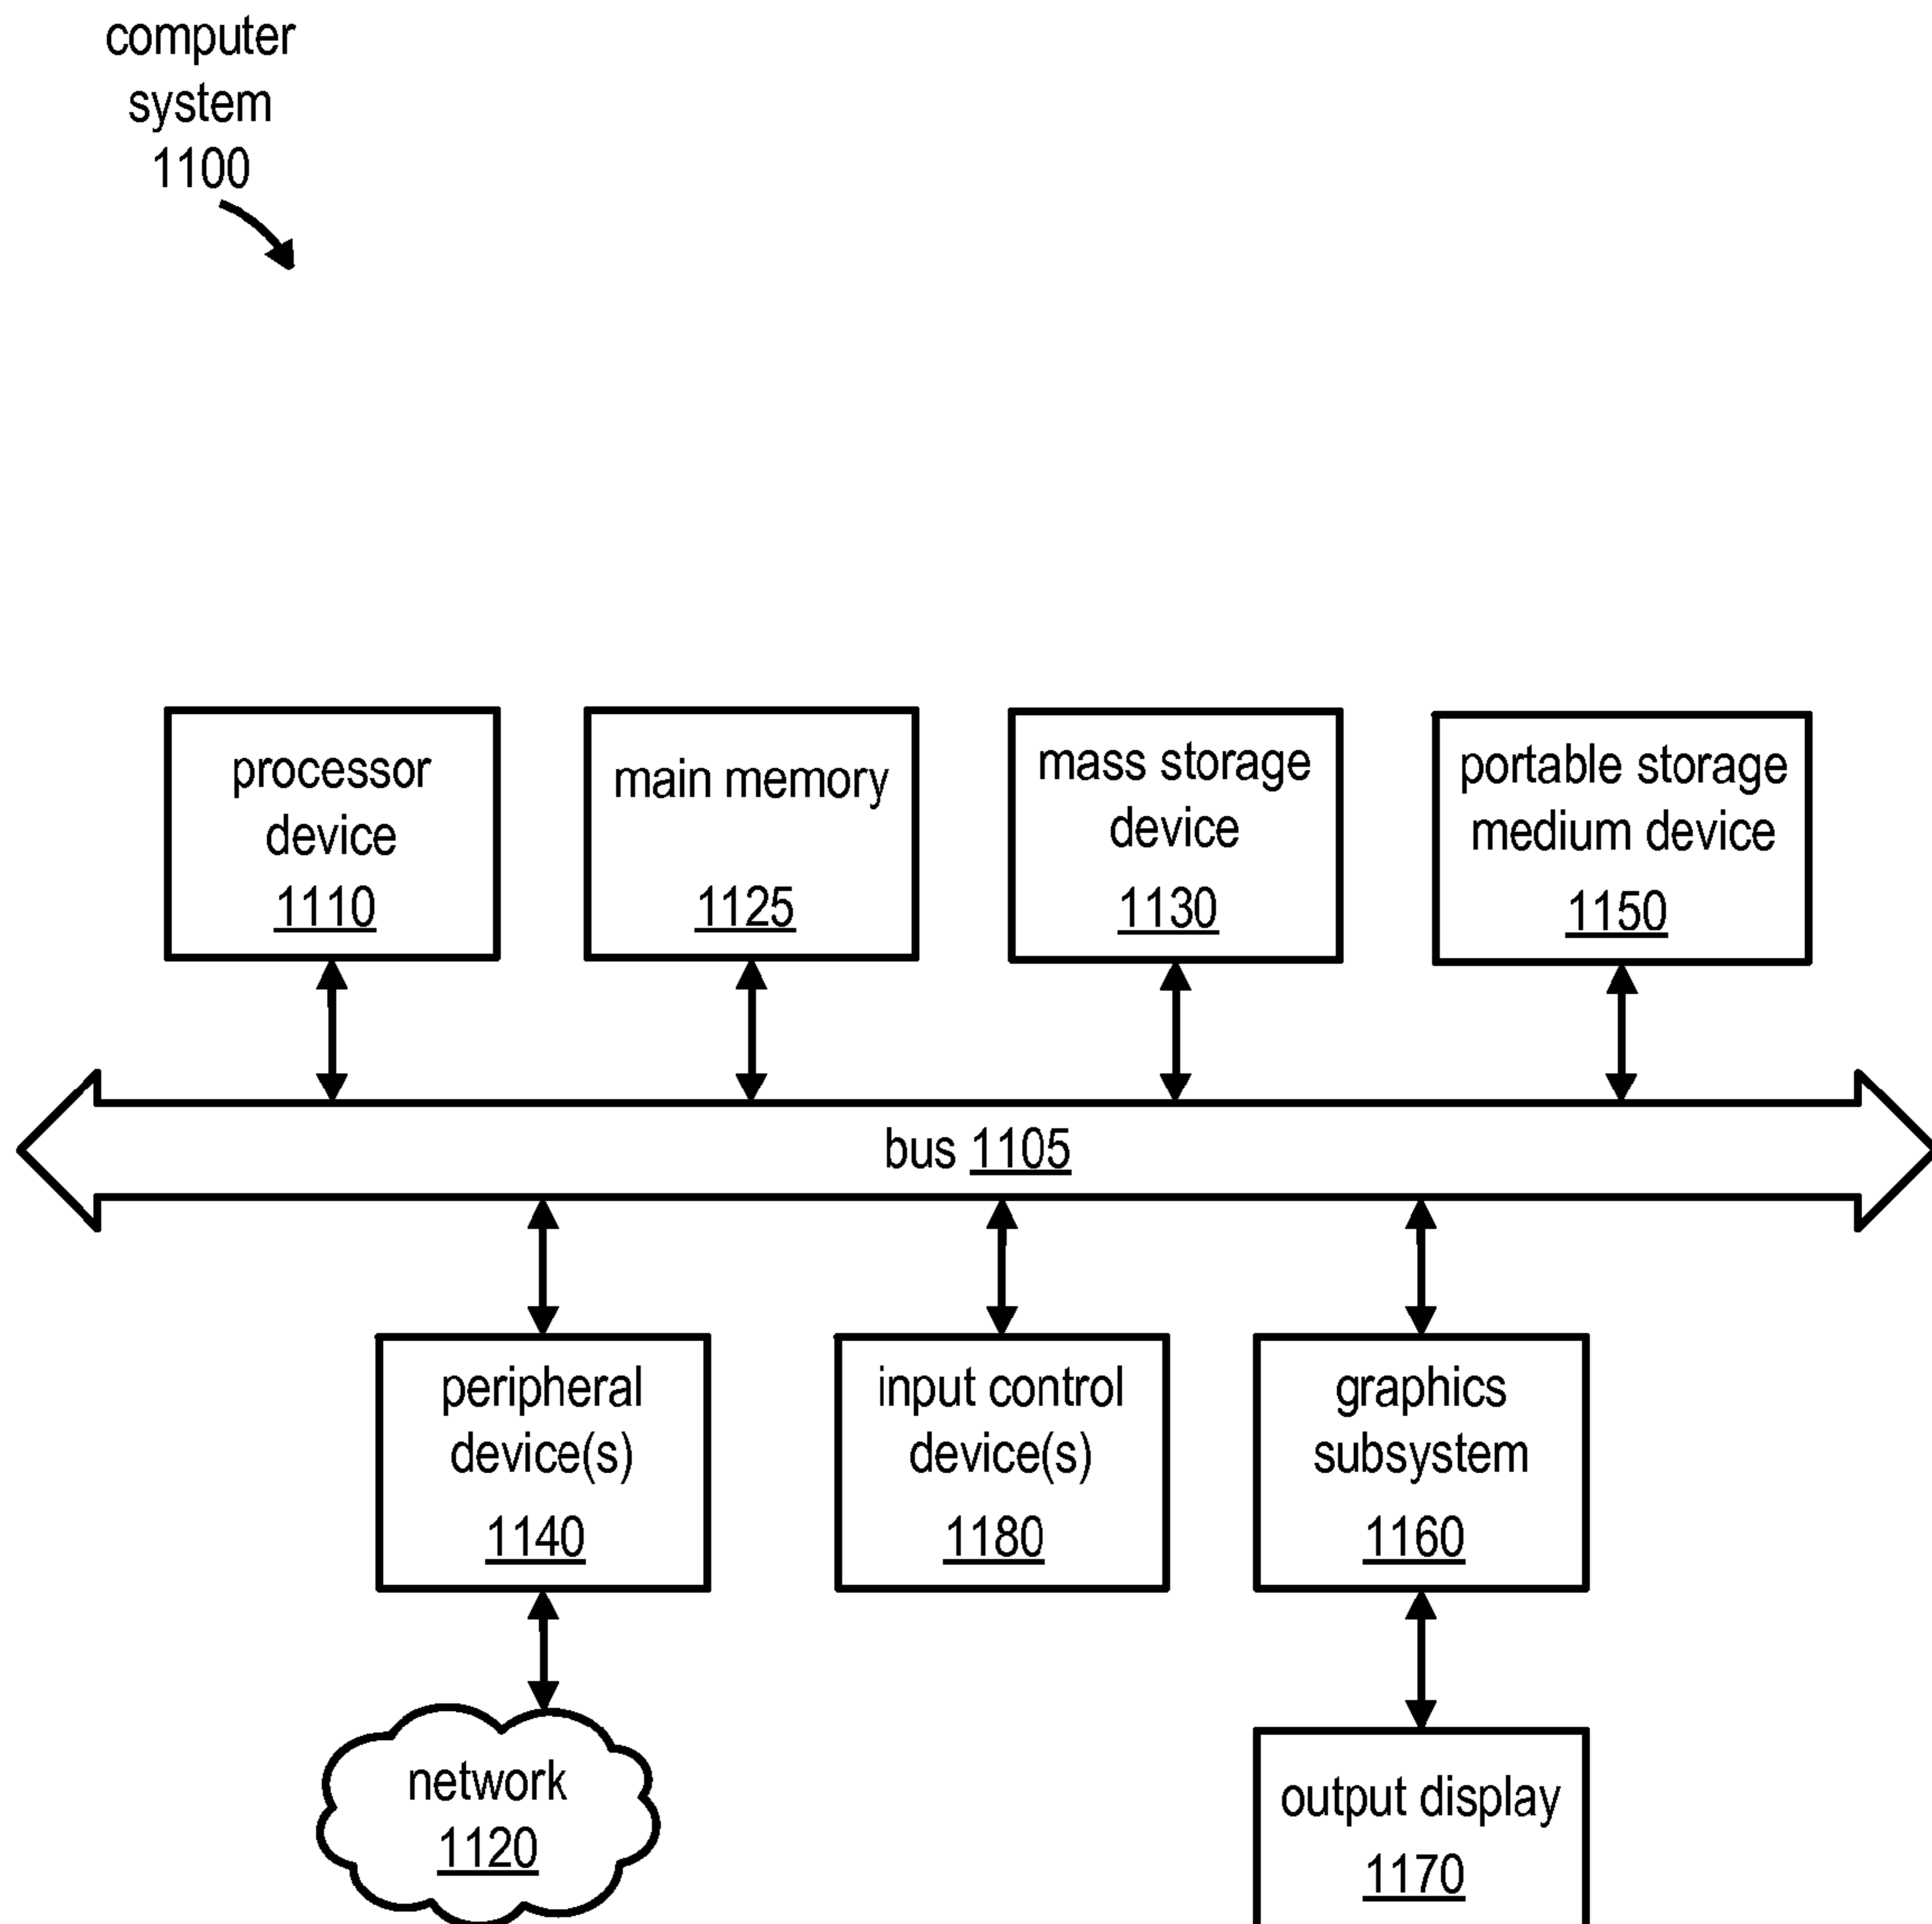 computer
system
1100
processor
device
1110
main memory
1125
mass storage
device
1130
portable storage
medium device
1150
bus 1105
peripheral
device(s)
1140
input control
device(s)
1180
graphics
subsystem
1160
network
1120
output display
1170